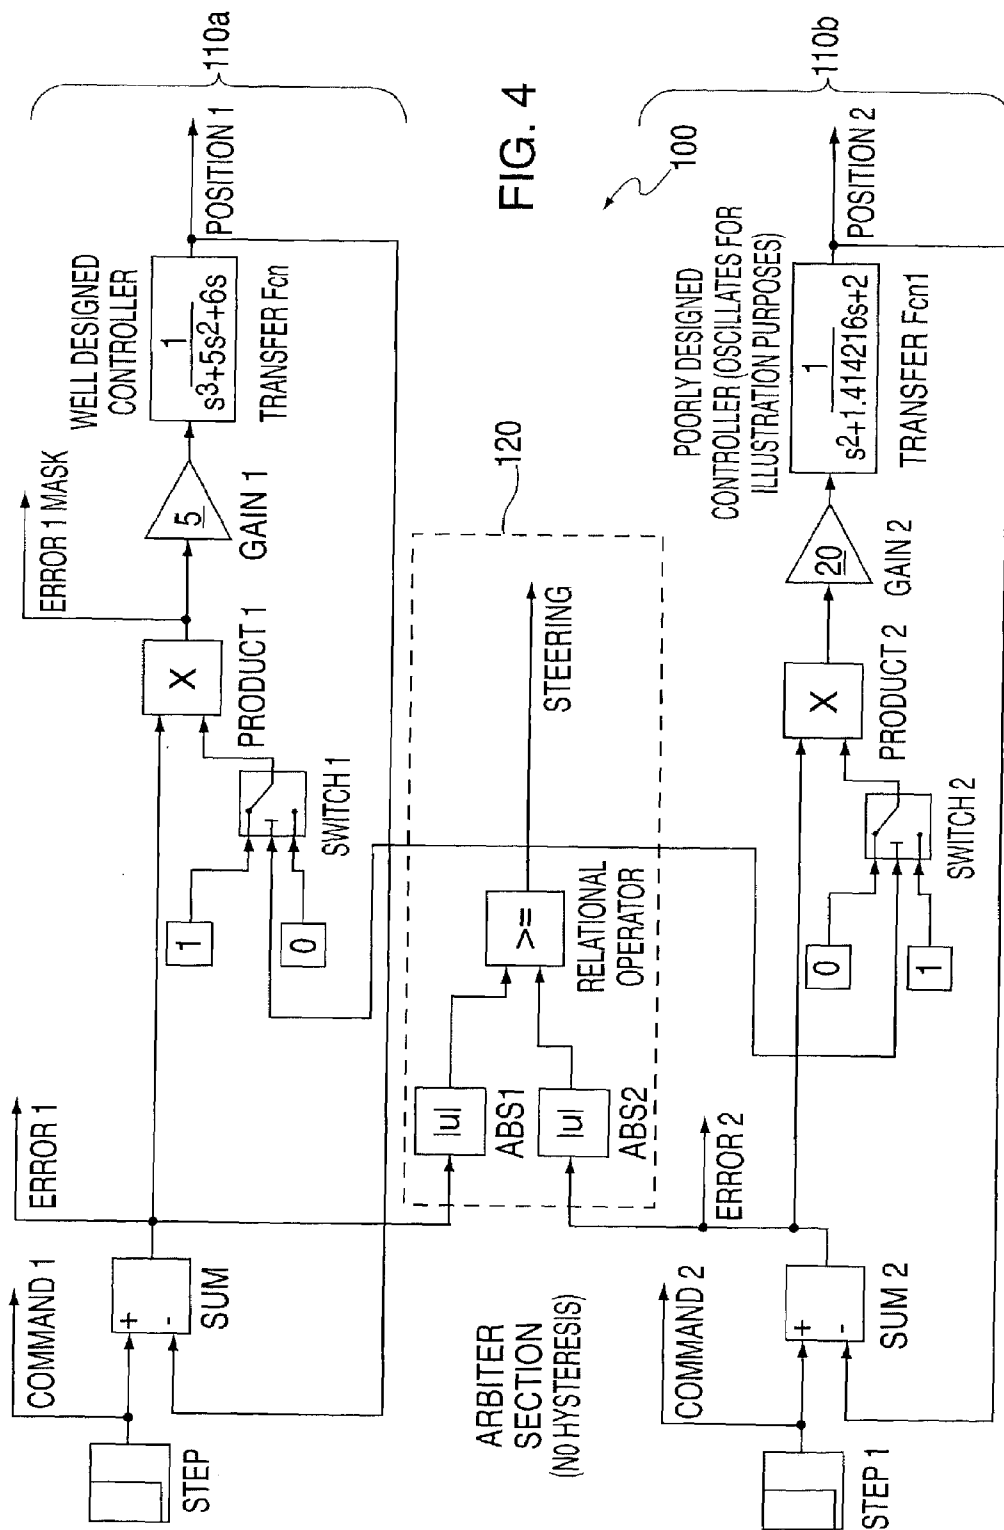 COMMAND 1
ERROR 1
ERROR 1 MASK
WELL DESIGNED
CONTROLLER
110a
STEP
+
-
SUM
1
0
SWITCH 1
X
PRODUCT 1
5
GAIN 1
1
s³+5s²+6s
TRANSFER Fcn
POSITION 1
ARBITER
SECTION
(NO HYSTERESIS)
|u|
ABS1
|u|
ABS2
>=
RELATIONAL
OPERATOR
STEERING
120
FIG. 4
100
COMMAND 2
ERROR 2
POORLY DESIGNED
CONTROLLER (OSCILLATES FOR
ILLUSTRATION PURPOSES)
110b
STEP 1
+
-
SUM 2
0
1
SWITCH 2
X
PRODUCT 2
20
GAIN 2
1
s²+1.414216s+2
TRANSFER Fcn1
POSITION 2